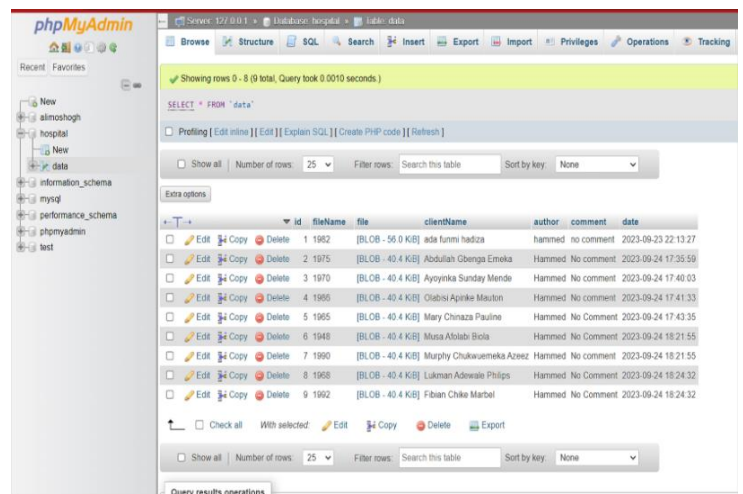 phpMyAdmin
Recent Favorites
New
alimoshogh
hospital
New
data
information_schema
mysql
performance_schema
phpmyadmin
test
Server: 127.0.0.1 » Database: hospital » Table: data
Browse Structure SQL Search Insert Export Import Privileges Operations Tracking
Showing rows 0 - 8 (9 total, Query took 0.0010 seconds.)
SELECT * FROM `data`
Profiling [ Edit inline ] [ Edit ] [ Explain SQL ] [ Create PHP code ] [ Refresh ]
Show all Number of rows: 25 Filter rows: Search this table Sort by key: None
Extra options
id fileName file clientName author comment date
Edit Copy Delete 1 1982 [BLOB - 56.0 KiB] ada funmi hadiza hammed no comment 2023-09-23 22:13:27
Edit Copy Delete 2 1975 [BLOB - 40.4 KiB] Abdullah Gbenga Emeka Hammed No comment 2023-09-24 17:35:59
Edit Copy Delete 3 1970 [BLOB - 40.4 KiB] Ayoyinka Sunday Mende Hammed No comment 2023-09-24 17:40:03
Edit Copy Delete 4 1966 [BLOB - 40.4 KiB] Olabisi Apinke Mauton Hammed No comment 2023-09-24 17:41:33
Edit Copy Delete 5 1965 [BLOB - 40.4 KiB] Mary Chinaza Pauline Hammed No Comment 2023-09-24 17:43:35
Edit Copy Delete 6 1948 [BLOB - 40.4 KiB] Musa Afolabi Biola Hammed No Comment 2023-09-24 18:21:55
Edit Copy Delete 7 1990 [BLOB - 40.4 KiB] Murphy Chukwuemeka Azeez Hammed No comment 2023-09-24 18:21:55
Edit Copy Delete 8 1968 [BLOB - 40.4 KiB] Lukman Adewale Philips Hammed No Comment 2023-09-24 18:24:32
Edit Copy Delete 9 1992 [BLOB - 40.4 KiB] Fibian Chike Marbel Hammed No Comment 2023-09-24 18:24:32
Check all With selected: Edit Copy Delete Export
Show all Number of rows: 25 Filter rows: Search this table Sort by key: None
Query results operations